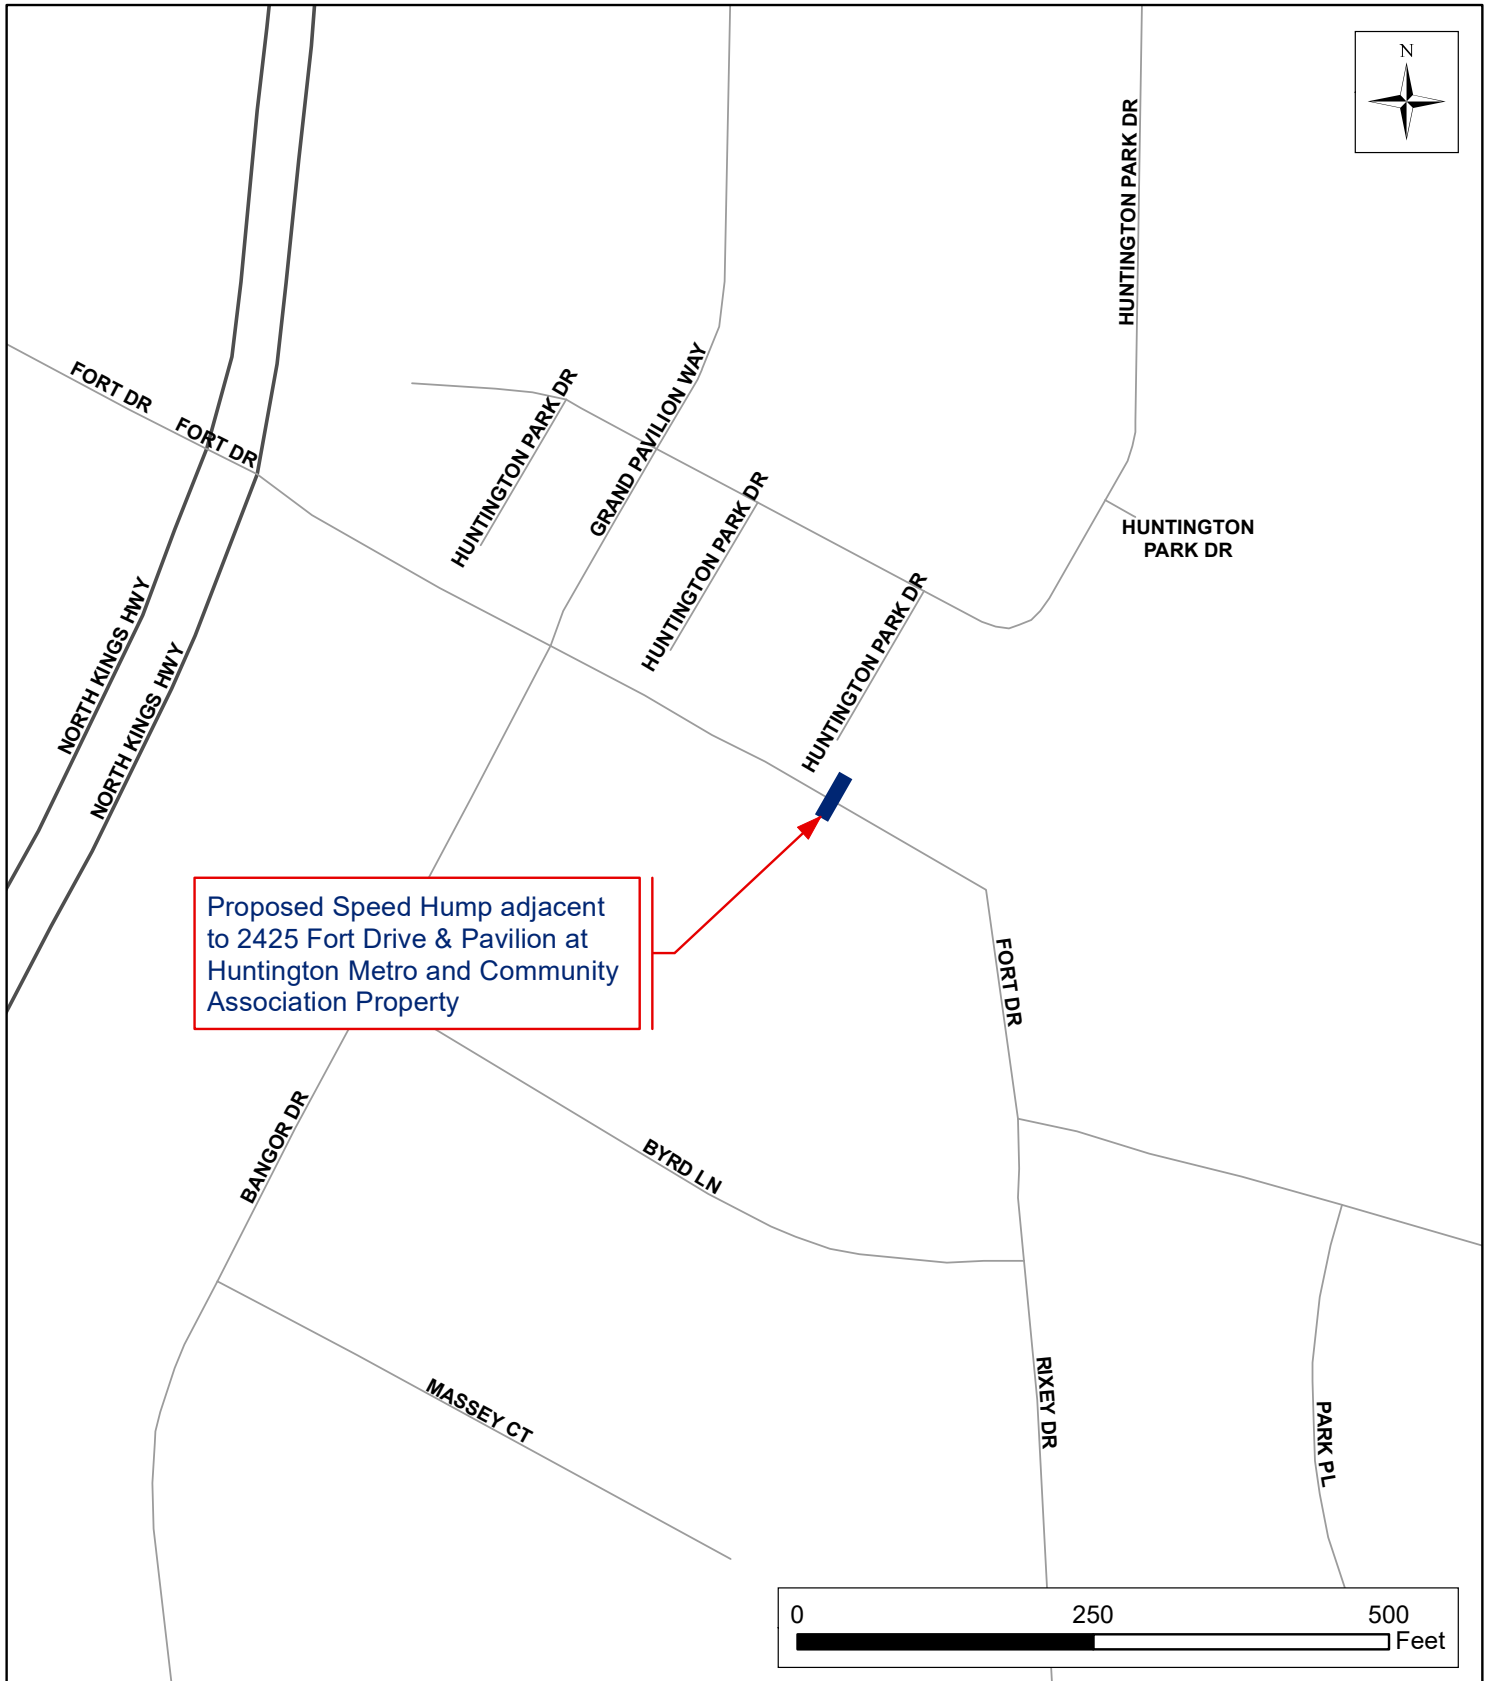 N
HUNTINGTON PARK DR
FORT DR
FORT DR
HUNTINGTON PARK DR
GRAND PAVILION WAY
HUNTINGTON PARK DR
HUNTINGTON
PARK DR
HUNTINGTON PARK DR
NORTH KINGS HWY
NORTH KINGS HWY
Proposed Speed Hump adjacent
to 2425 Fort Drive & Pavilion at
Huntington Metro and Community
Association Property
FORT DR
BANGOR DR
BYRD LN
MASSEY CT
RIXEY DR
PARK PL
0 250 500
Feet